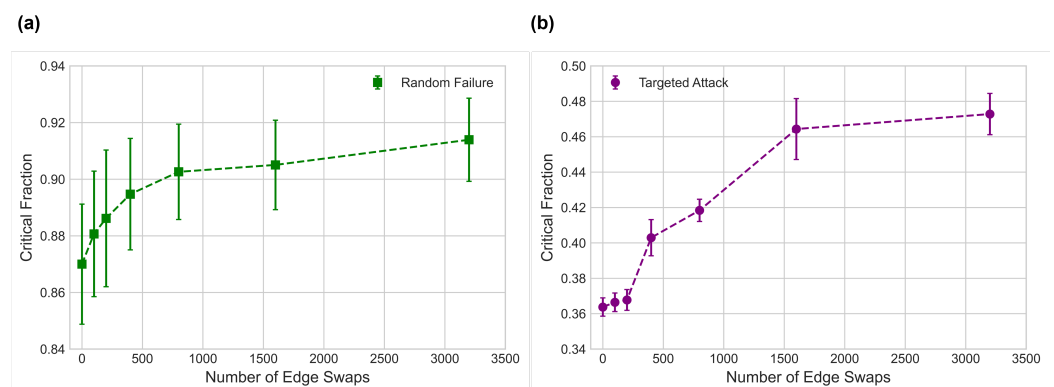 (a)
0.94
0.92
0.90
0.88
0.86
0.84
Critical Fraction
Random Failure
0 500 1000 1500 2000 2500 3000 3500
Number of Edge Swaps
(b)
0.50
0.48
0.46
0.44
0.42
0.40
0.38
0.36
0.34
Critical Fraction
Targeted Attack
0 500 1000 1500 2000 2500 3000 3500
Number of Edge Swaps